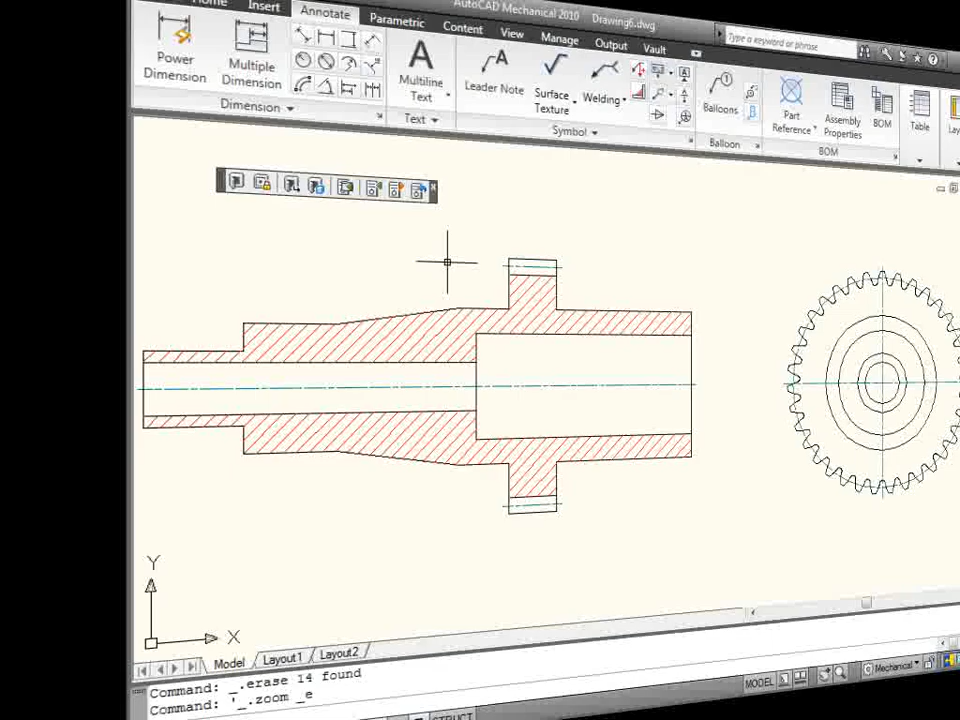 AutoCAD Mechanical 2010 Drawing6.dwg
Type a keyword or phrase
Home Insert Annotate Parametric Content View Manage Output Vault
Power Dimension
Multiple Dimension
Multiline Text
Leader Note
Surface Texture
Welding
Balloons
Part Reference
Assembly Properties
BOM
Table
Dimension
Text
Symbol
Balloon
BOM
Y
X
Model Layout1 Layout2
Command: _.erase 14 found
Command: '_.zoom _e
MODEL
Mechanical